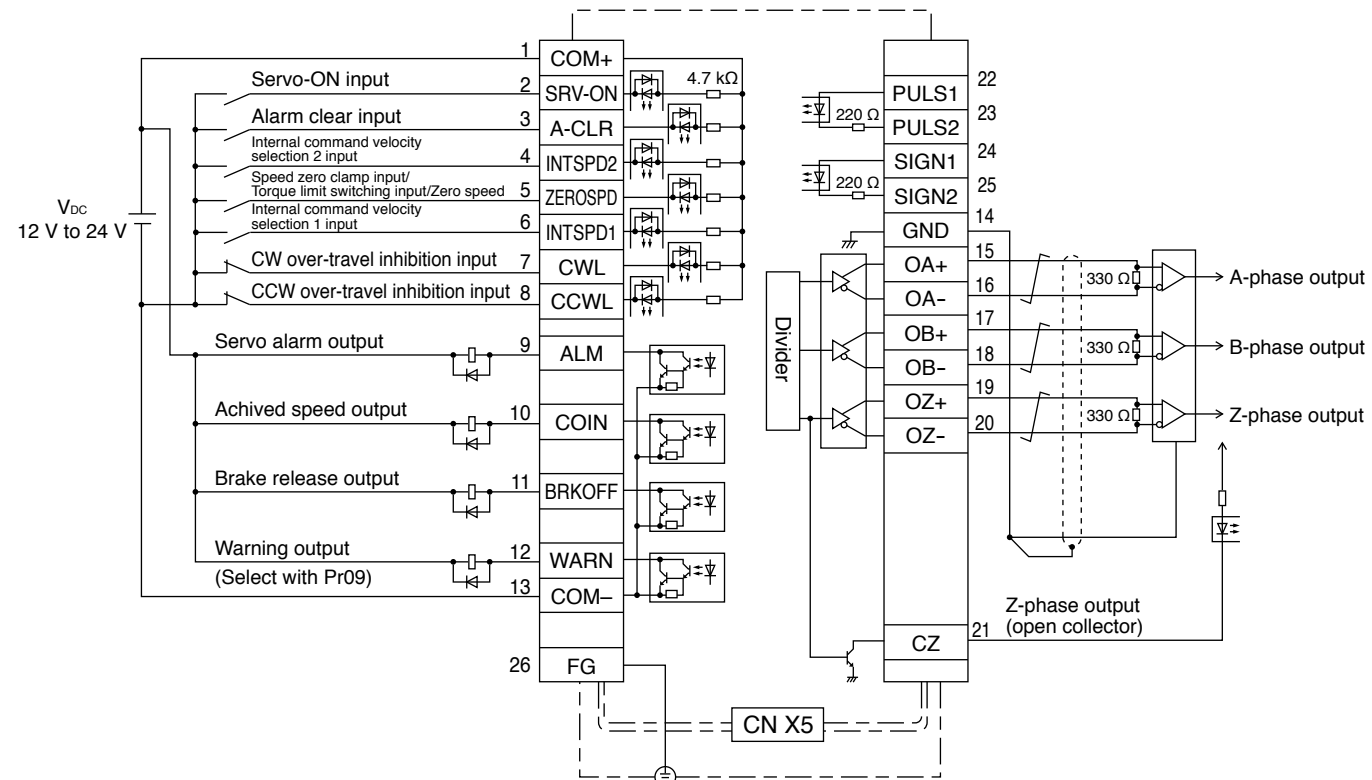 1
COM+
Servo-ON input
2
SRV-ON
4.7 kΩ
Alarm clear input
3
A-CLR
Internal command velocity
selection 2 input
4
INTSPD2
Speed zero clamp input/
Torque limit switching input/Zero speed
5
ZEROSPD
Internal command velocity
selection 1 input
6
INTSPD1
VDC
12 V to 24 V
CW over-travel inhibition input
7
CWL
CCW over-travel inhibition input
8
CCWL
Servo alarm output
9
ALM
Achived speed output
10
COIN
Brake release output
11
BRKOFF
Warning output
(Select with Pr09)
12
WARN
13
COM–
26
FG
22
PULS1
23
220 Ω
PULS2
24
SIGN1
25
220 Ω
SIGN2
14
GND
15
OA+
16
OA–
330 Ω
A-phase output
17
OB+
18
OB–
330 Ω
B-phase output
19
OZ+
20
OZ–
330 Ω
Z-phase output
Divider
Z-phase output
(open collector)
21
CZ
CN X5